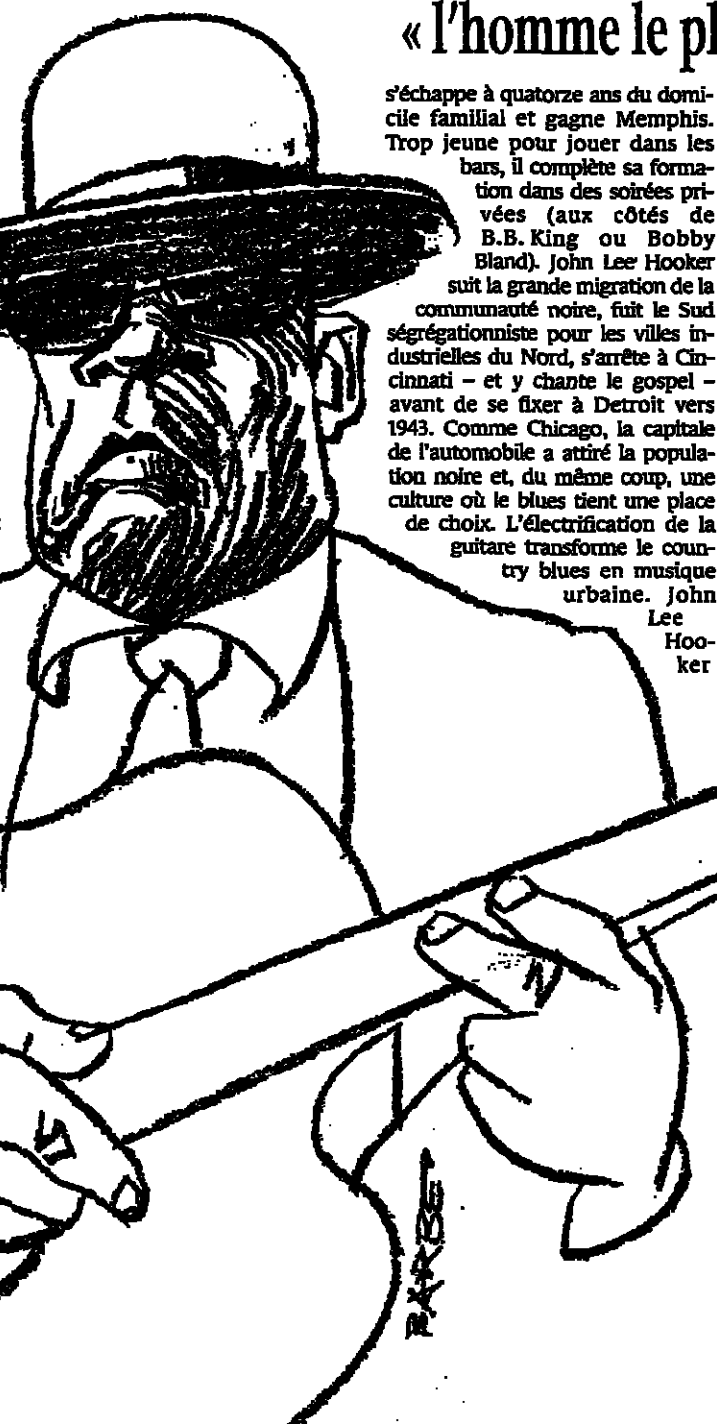 « l'homme le pl
s'échappe à quatorze ans du domi-
cile familial et gagne Memphis.
Trop jeune pour jouer dans les
bars, il complète sa forma-
tion dans des soirées pri-
vées (aux côtés de
B.B. King ou Bobby
Bland). John Lee Hooker
suit la grande migration de la
communauté noire, fuit le Sud
ségrégationniste pour les villes in-
dustrielles du Nord, s'arrête à Cin-
cinnati – et y chante le gospel –
avant de se fixer à Detroit vers
1943. Comme Chicago, la capitale
de l'automobile a attiré la popula-
tion noire et, du même coup, une
culture où le blues tient une place
de choix. L'électrification de la
guitare transforme le coun-
try blues en musique
urbaine. John
Lee
Hoo-
ker
BARBE